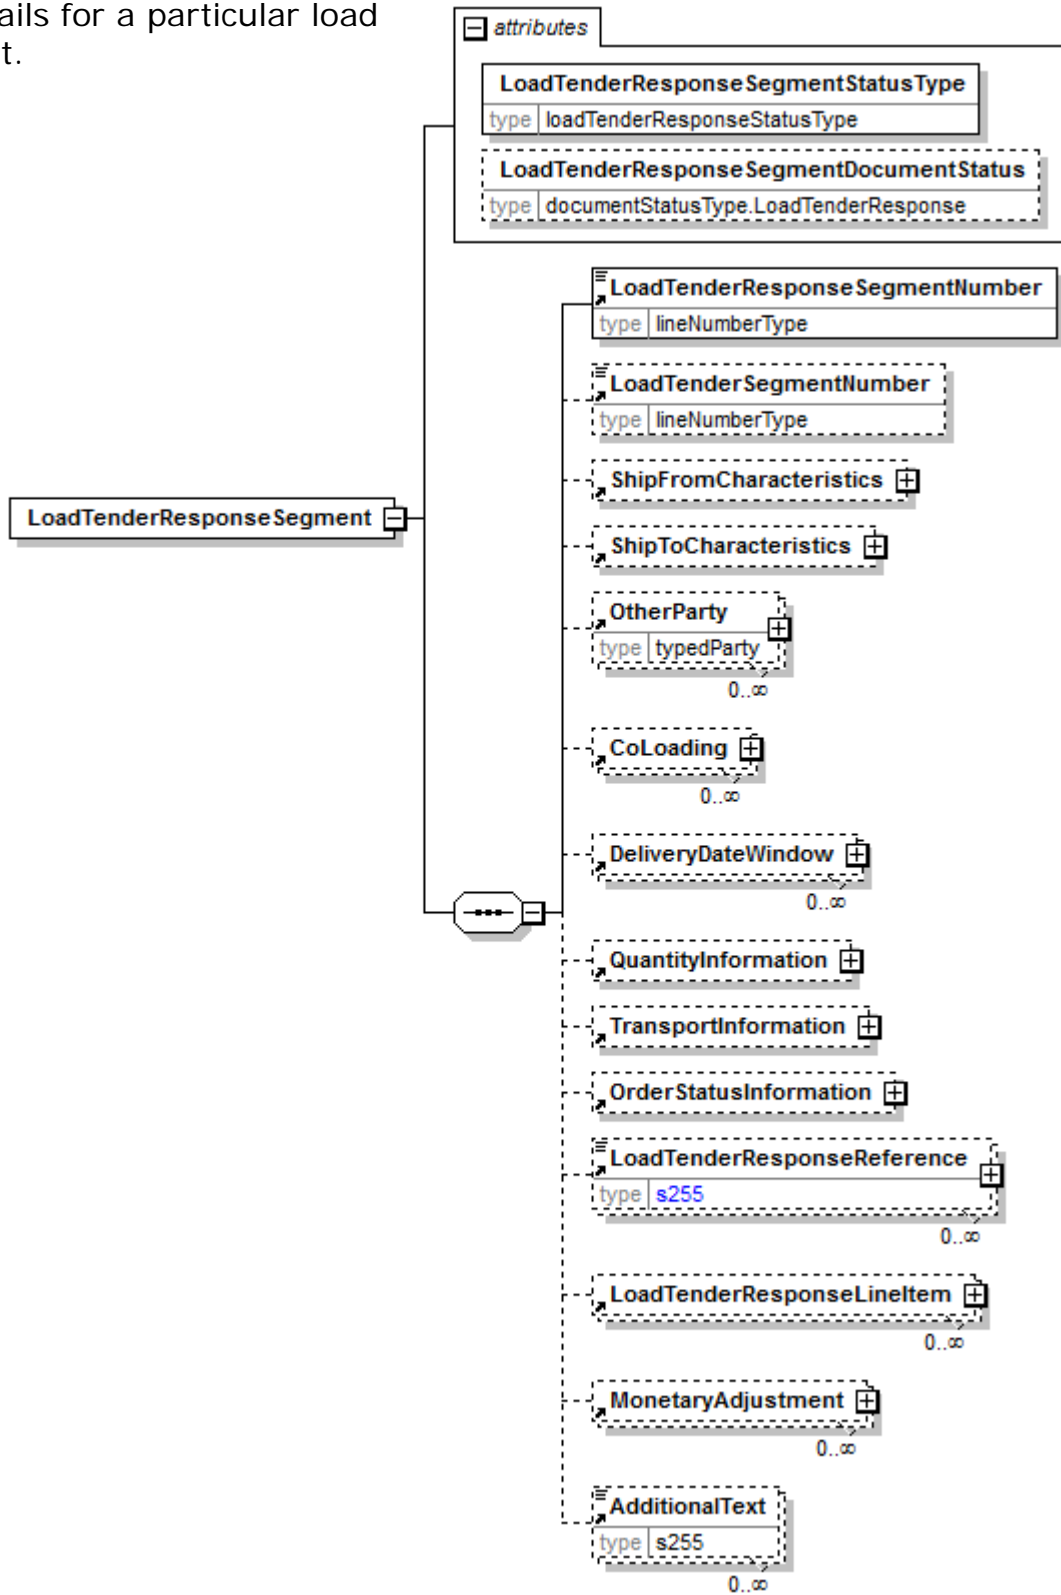 ails for a particular load
t.
attributes
LoadTenderResponseSegmentStatusType
type loadTenderResponseStatusType
LoadTenderResponseSegmentDocumentStatus
type documentStatusType.LoadTenderResponse
LoadTenderResponseSegmentNumber
type lineNumberType
LoadTenderSegmentNumber
type lineNumberType
ShipFromCharacteristics
LoadTenderResponseSegment
ShipToCharacteristics
OtherParty
type typedParty
0..∞
CoLoading
0..∞
DeliveryDateWindow
0..∞
QuantityInformation
TransportInformation
OrderStatusInformation
LoadTenderResponseReference
type s255
0..∞
LoadTenderResponseLineItem
0..∞
MonetaryAdjustment
0..∞
AdditionalText
type s255
0..∞